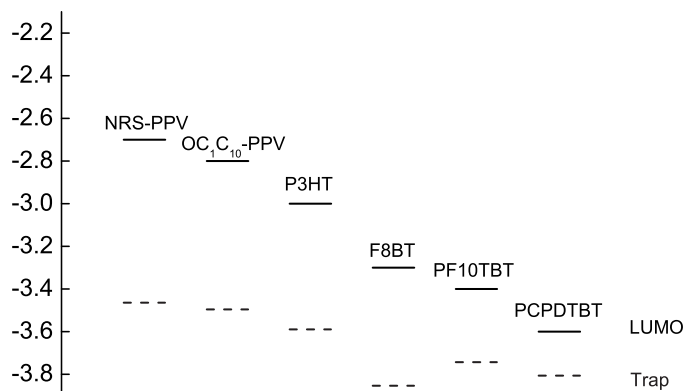 -2.2
-2.4
-2.6
NRS-PPV
OC₁C₁₀-PPV
-2.8
P3HT
-3.0
-3.2
F8BT
PF10TBT
-3.4
PCPDTBT
-3.6
LUMO
-3.8
Trap